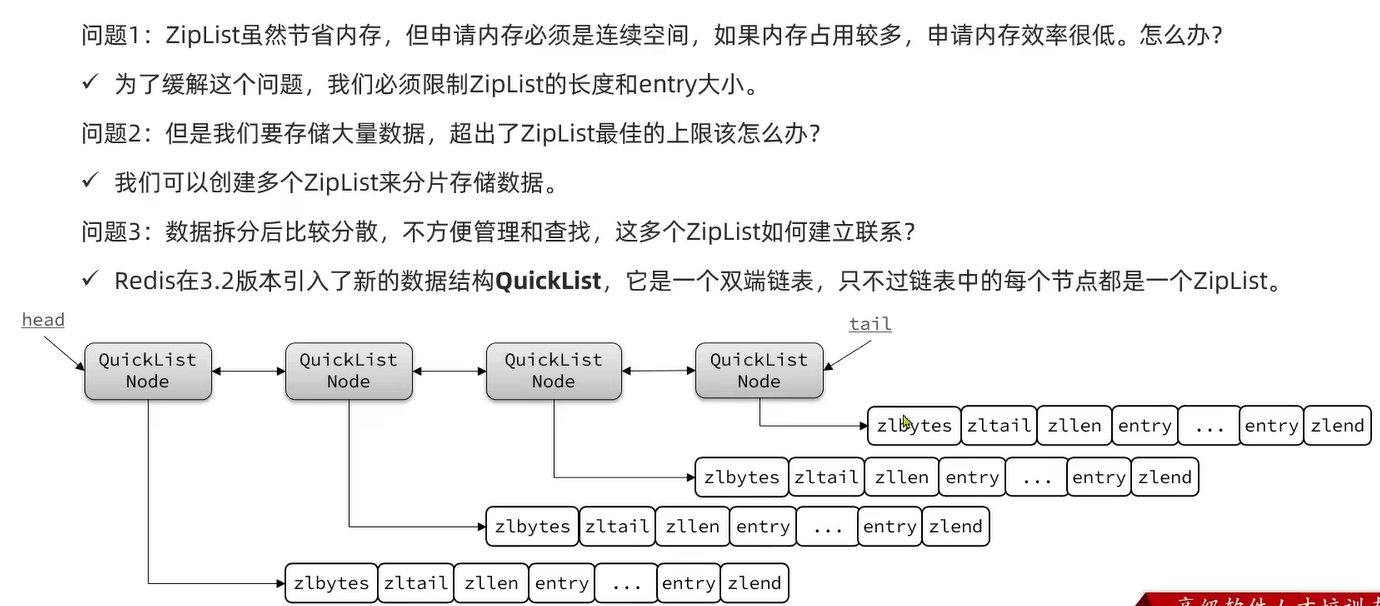 问题1：ZipList虽然节省内存，但申请内存必须是连续空间，如果内存占用较多，申请内存效率很低。怎么办？
✓ 为了缓解这个问题，我们必须限制ZipList的长度和entry大小。
问题2：但是我们要存储大量数据，超出了ZipList最佳的上限该怎么办？
✓ 我们可以创建多个ZipList来分片存储数据。
问题3：数据拆分后比较分散，不方便管理和查找，这多个ZipList如何建立联系？
✓ Redis在3.2版本引入了新的数据结构QuickList，它是一个双端链表，只不过链表中的每个节点都是一个ZipList。
head
tail
QuickList
Node
QuickList
Node
QuickList
Node
QuickList
Node
zlbytes zltail zllen entry ... entry zlend
zlbytes zltail zllen entry ... entry zlend
zlbytes zltail zllen entry ... entry zlend
zlbytes zltail zllen entry ... entry zlend